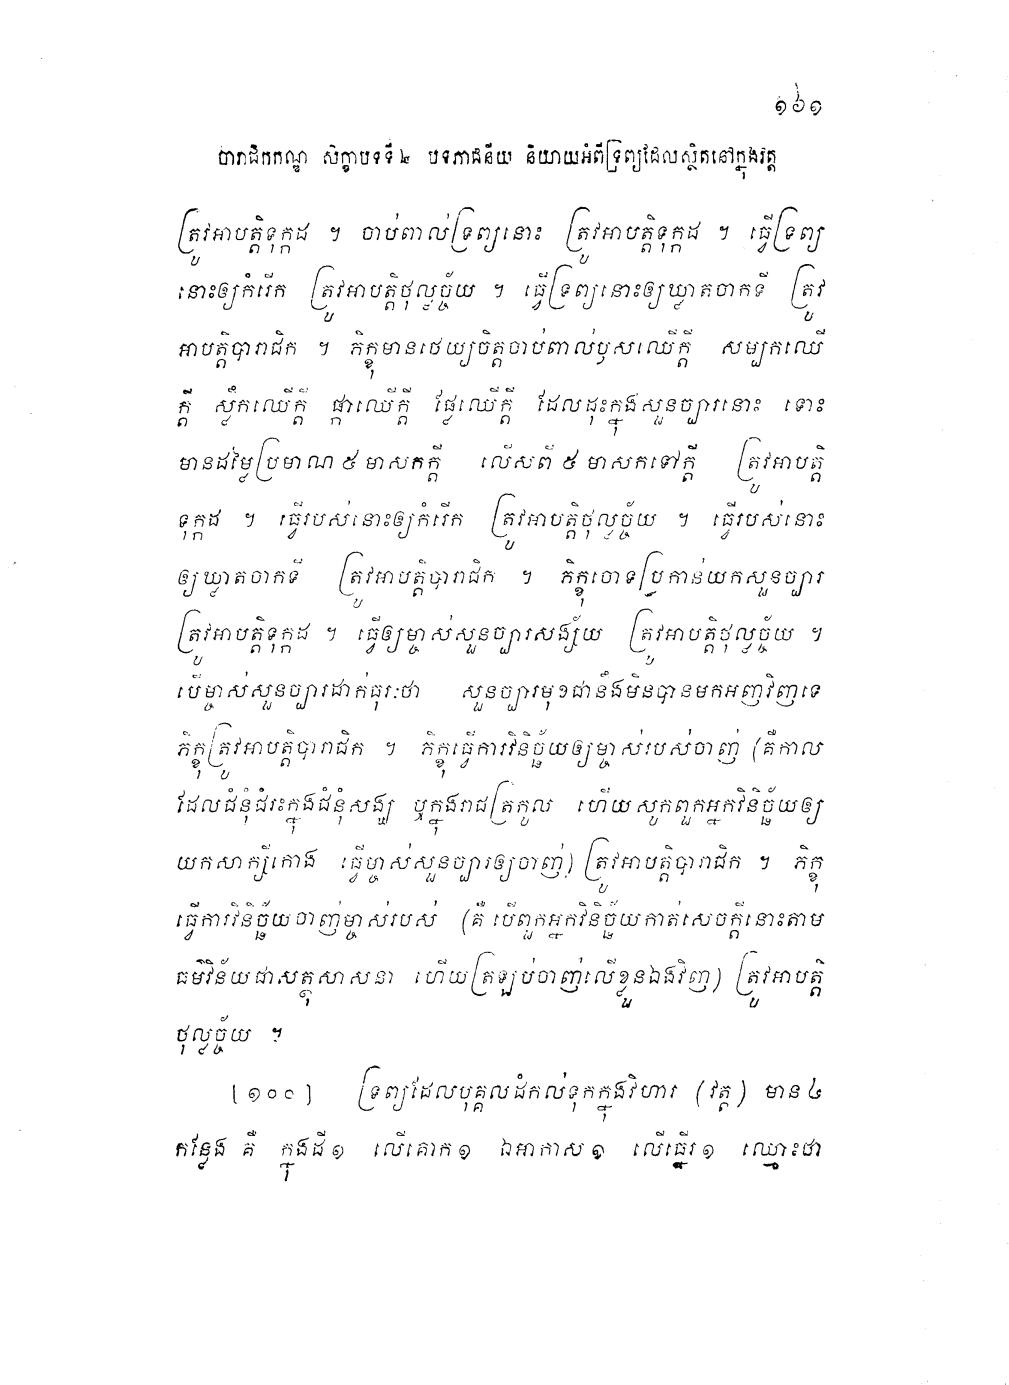 ១៦១
បារាជិកកណ្ឌ សិក្ខាបទទី ២ បទភាជនីយ និយាយអំពីទ្រព្យដែលស្ថិតនៅក្នុងវត្ត
ត្រូវអាបត្តិទុក្កដ ។ ចាប់ពាល់ទ្រព្យនោះ ត្រូវអាបត្តិទុក្កដ ។ ធ្វើទ្រព្យ
នោះឲ្យកំរើក ត្រូវអាបត្តិថុល្លច្ច័យ ។ ធ្វើទ្រព្យនោះឲ្យឃ្លាតចាកទី ត្រូវ
អាបត្តិបារាជិក ។ ភិក្ខុមានថេយ្យចិត្តចាប់ពាល់ឫសឈើក្តី សម្បកឈើ
ក្តី ស្លឹកឈើក្តី ផ្កាឈើក្តី ផ្លែឈើក្តី ដែលដុះក្នុងសួនច្បារនោះ ទោះ
មានដម្លៃប្រមាណ ៥ មាសកក្តី លើសពី ៥ មាសកទៅក្តី ត្រូវអាបត្តិ
ទុក្កដ ។ ធ្វើរបស់នោះឲ្យកំរើក ត្រូវអាបត្តិថុល្លច្ច័យ ។ ធ្វើរបស់នោះ
ឲ្យឃ្លាតចាកទី ត្រូវអាបត្តិបារាជិក ។ ភិក្ខុចោទប្រកាន់យកសួនច្បារ
ត្រូវអាបត្តិទុក្កដ ។ ធ្វើឲ្យម្ចាស់សួនច្បារសង្ស័យ ត្រូវអាបត្តិថុល្លច្ច័យ ។
បើម្ចាស់សួនច្បារដាក់ធុរៈថា សួនច្បារមុខជានឹងមិនបានមកអញវិញទេ
ភិក្ខុត្រូវអាបត្តិបារាជិក ។ ភិក្ខុធ្វើការវិនិច្ឆ័យឲ្យម្ចាស់របស់ចាញ់ (គឺកាល
ដែលជំនុំជំរះក្នុងជំនុំសង្ឃ ឬក្នុងរាជត្រកូល ហើយសូកពួកអ្នកវិនិច្ឆ័យឲ្យ
យកសាក្សីកោង ធ្វើម្ចាស់សួនច្បារឲ្យចាញ់) ត្រូវអាបត្តិបារាជិក ។ ភិក្ខុ
ធ្វើការវិនិច្ឆ័យចាញ់ម្ចាស់របស់ (គឺ បើពួកអ្នកវិនិច្ឆ័យកាត់សេចក្តីនោះតាម
ធម៌វិន័យជាសត្ថុសាសនា ហើយត្រឡប់ចាញ់លើខ្លួនឯងវិញ) ត្រូវអាបត្តិ
ថុល្លច្ច័យ ។
[១០០] ទ្រព្យដែលបុគ្គលដំកល់ទុកក្នុងវិហារ (វត្ត) មាន ៤
កន្លែង គឺ ក្នុងដី ១ លើគោក ១ ឯអាកាស ១ លើធ្នើរ ១ ឈ្មោះថា